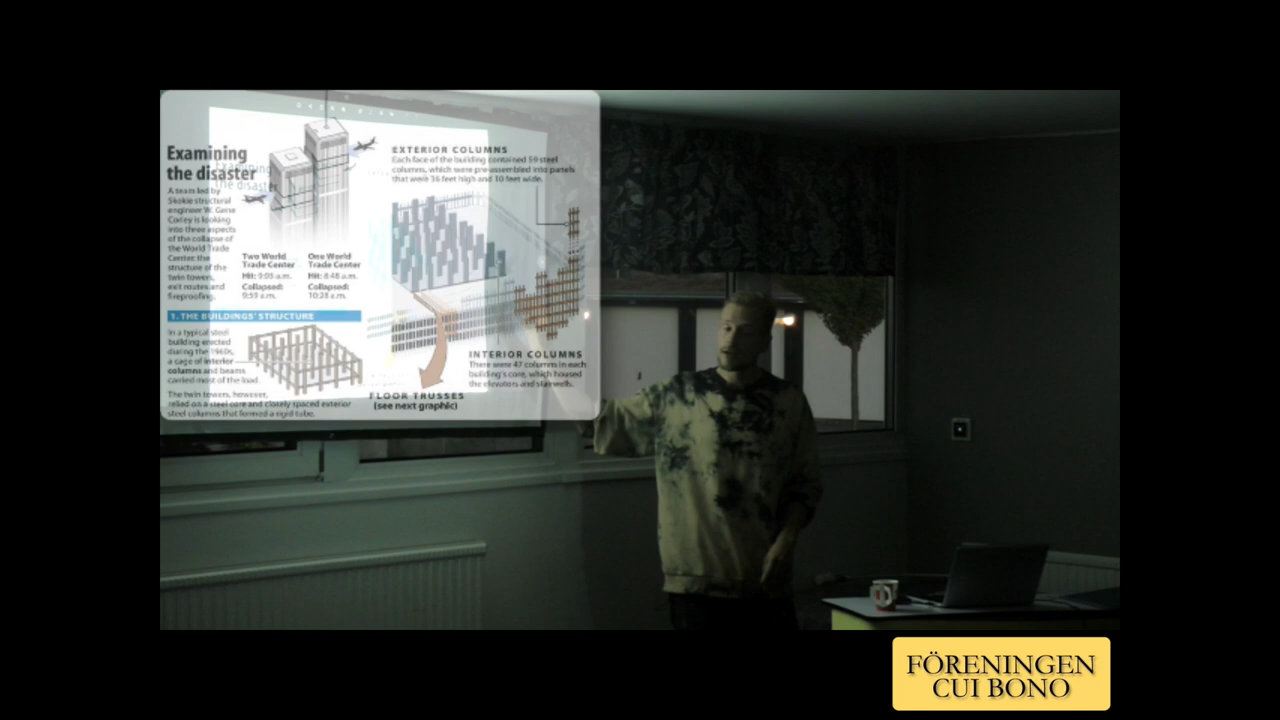 Examining
the disaster
A team led by
Skokie structural
engineer W. Gene
Corley is looking
into three aspects
of the collapse of
the World Trade
Center: the
structure of the
twin towers,
exit routes and
fireproofing.
Two World
Trade Center
Hit: 9:03 a.m.
Collapsed:
9:59 a.m.
One World
Trade Center
Hit: 8:48 a.m.
Collapsed:
10:28 a.m.
EXTERIOR COLUMNS
Each face of the building contained 59 steel
columns, which were pre-assembled into panels
that were 36 feet high and 10 feet wide.
1. THE BUILDINGS' STRUCTURE
In a typical steel
building erected
during the 1960s,
a cage of interior
columns and beams
carried most of the load.
The twin towers, however,
relied on a steel core and closely spaced exterior
steel columns that formed a rigid tube.
INTERIOR COLUMNS
There were 47 columns in each
building's core, which housed
the elevators and stairwells.
FLOOR TRUSSES
(see next graphic)
Examining
the disaster
FÖRENINGEN
CUI BONO